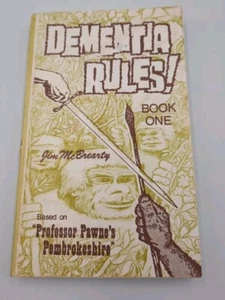 DEMENTIA
RULES!
BOOK
ONE
Jim McBrearty
Based on
"Professor Pawne's
Pembrokeshire"